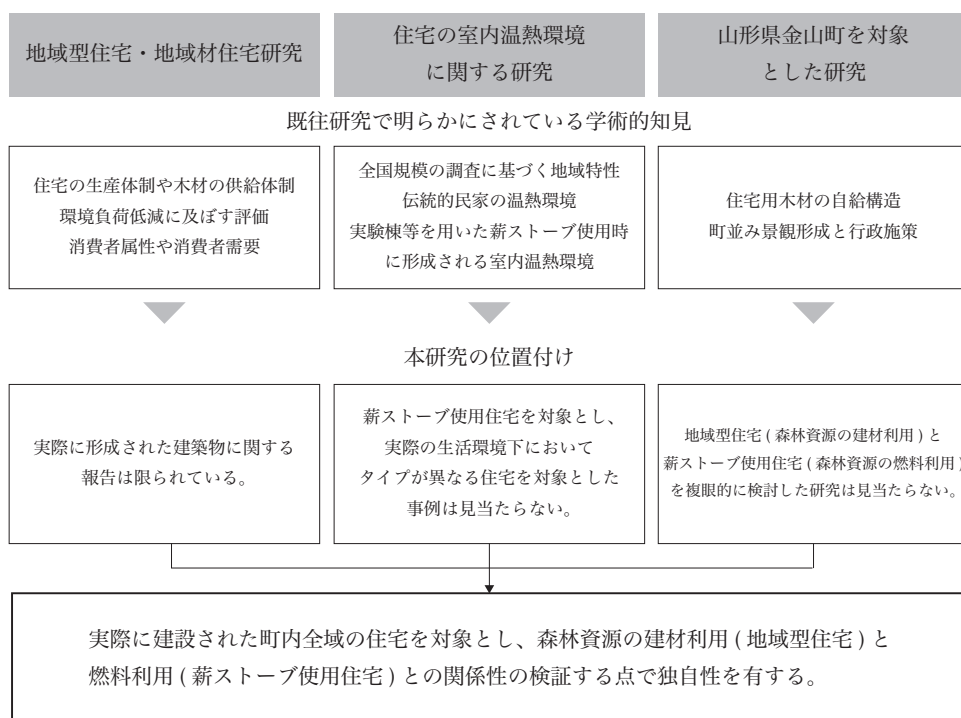 地域型住宅・地域材住宅研究
住宅の室内温熱環境
に関する研究
山形県金山町を対象
とした研究
既往研究で明らかにされている学術的知見
住宅の生産体制や木材の供給体制
環境負荷低減に及ぼす評価
消費者属性や消費者需要
全国規模の調査に基づく地域特性
伝統的民家の温熱環境
実験棟等を用いた薪ストーブ使用時
に形成される室内温熱環境
住宅用木材の自給構造
町並み景観形成と行政施策
本研究の位置付け
実際に形成された建築物に関する
報告は限られている。
薪ストーブ使用住宅を対象とし、
実際の生活環境下において
タイプが異なる住宅を対象とした
事例は見当たらない。
地域型住宅 ( 森林資源の建材利用 ) と
薪ストーブ使用住宅 ( 森林資源の燃料利用 )
を複眼的に検討した研究は見当たらない。
実際に建設された町内全域の住宅を対象とし、森林資源の建材利用 ( 地域型住宅 ) と
燃料利用 ( 薪ストーブ使用住宅 ) との関係性の検証する点で独自性を有する。